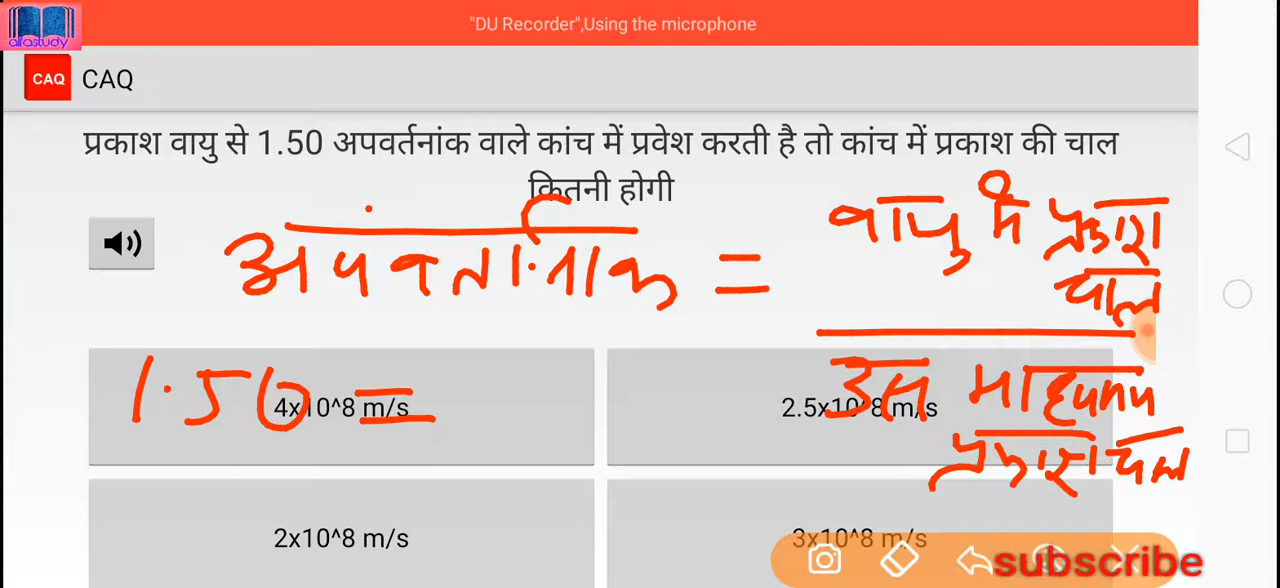 "DU Recorder",Using the microphone
alfastudy
CAQ CAQ
प्रकाश वायु से 1.50 अपवर्तनांक वाले कांच में प्रवेश करती है तो कांच में प्रकाश की चाल
कितनी होगी
वायु में प्रकाश
चाल
अपवर्तनांक =
उस माध्यम
प्रकाश चाल
1.50 =
4x10^8 m/s
2.5x10^8 m/s
2x10^8 m/s
3x10^8 m/s
subscribe